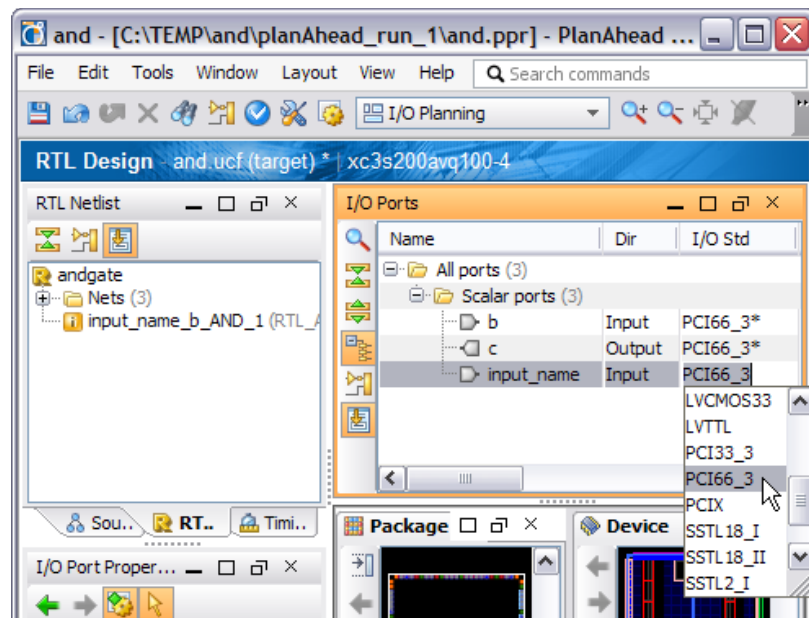 and - [C:\TEMP\and\planAhead_run_1\and.ppr] - PlanAhead ...
File Edit Tools Window Layout View Help Search commands
I/O Planning
RTL Design and.ucf (target) * xc3s200avq100-4
RTL Netlist
andgate
Nets (3)
input_name_b_AND_1 (RTL_A
Sou.. RT.. Timi..
I/O Port Proper...
I/O Ports
Name Dir I/O Std
All ports (3)
Scalar ports (3)
b Input PCI66_3*
c Output PCI66_3*
input_name Input PCI66_3
LVCMOS33
LVTTL
PCI33_3
PCI66_3
PCIX
SSTL18_I
SSTL18_II
SSTL2_I
Package
Device